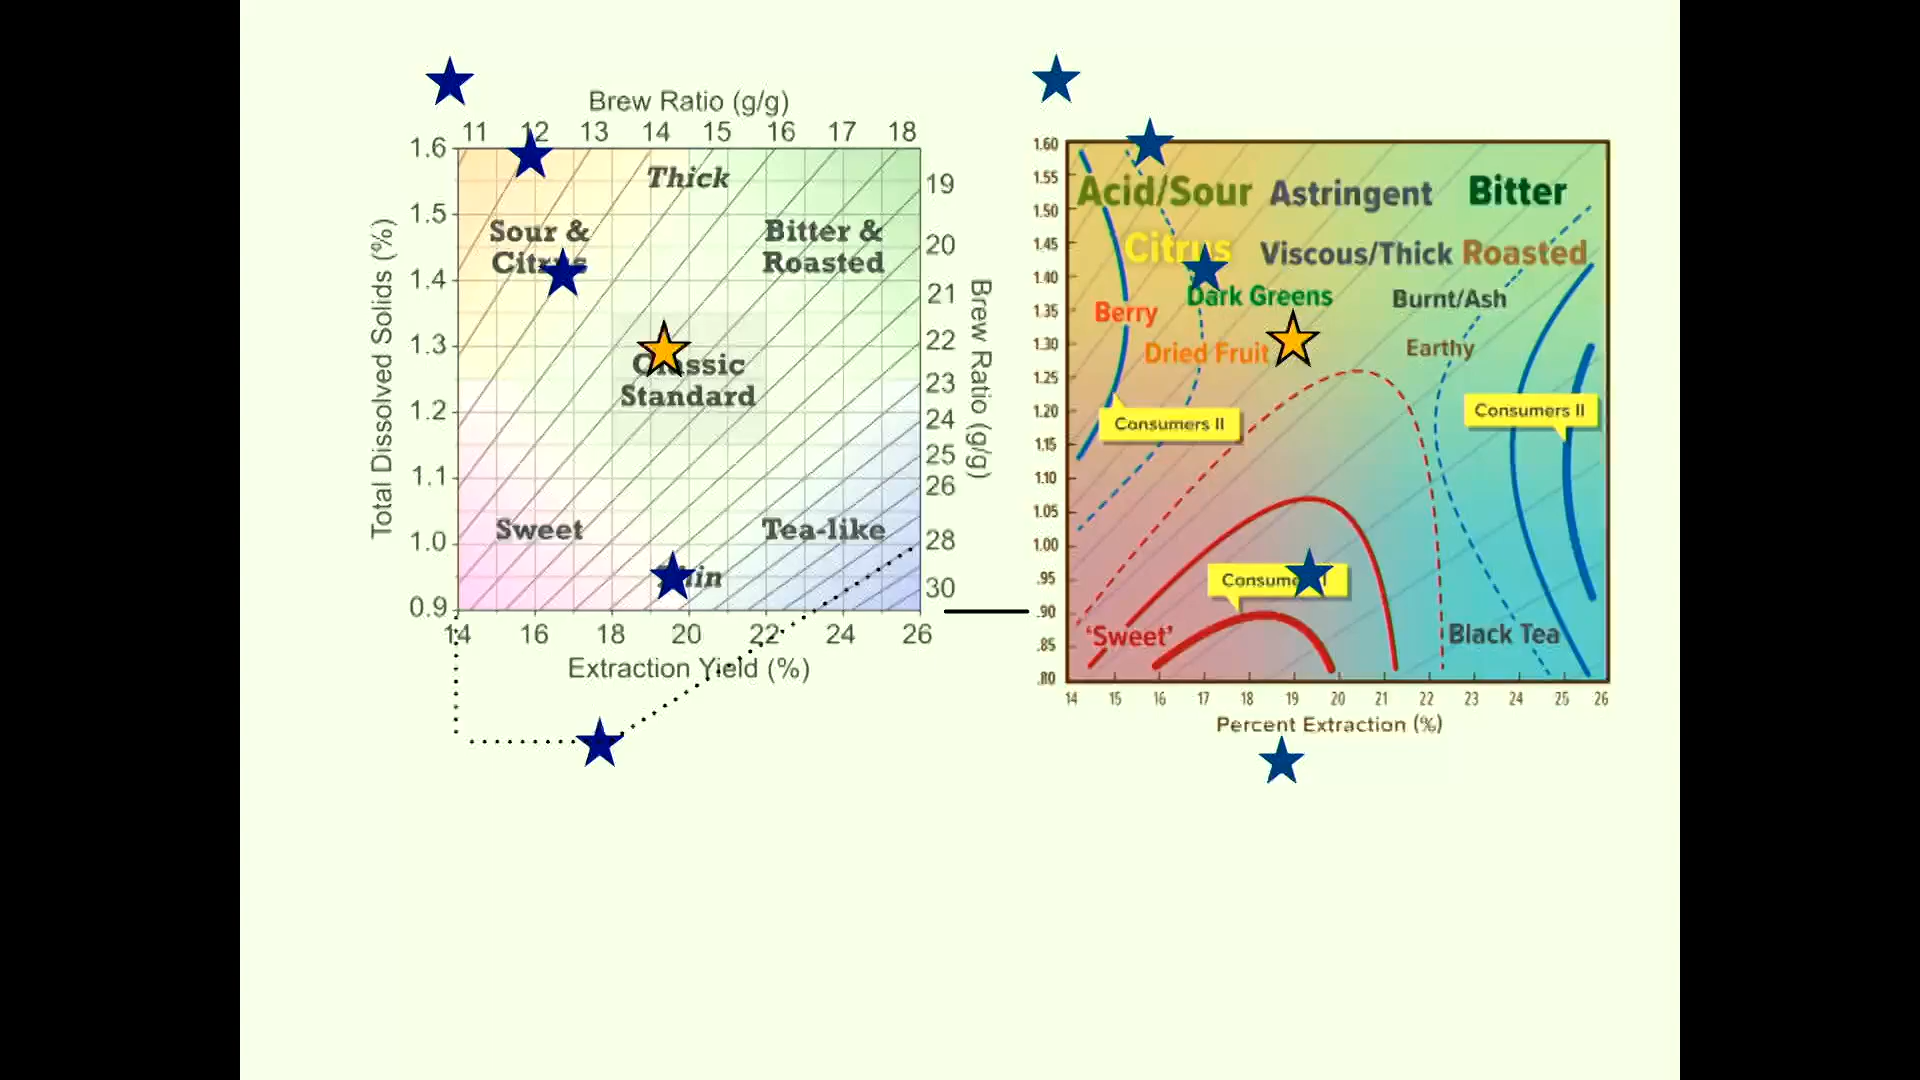 Brew Ratio (g/g)
11 12 13 14 15 16 17 18
1.6
1.5
1.4
1.3
1.2
1.1
1.0
0.9
Total Dissolved Solids (%)
Thick
Sour &
Citrus
Bitter &
Roasted
Classic
Standard
Sweet
Tea-like
Thin
19
20
21
22
23
24
25
26
28
30
Brew Ratio (g/g)
14 16 18 20 22 24 26
Extraction Yield (%)
1.60
1.55
1.50
1.45
1.40
1.35
1.30
1.25
1.20
1.15
1.10
1.05
1.00
.95
.90
.85
.80
Acid/Sour Astringent Bitter
Citrus Viscous/Thick Roasted
Dark Greens Burnt/Ash
Berry
Dried Fruit Earthy
Consumers II
Consumers II
Consumers I
'Sweet' Black Tea
14 15 16 17 18 19 20 21 22 23 24 25 26
Percent Extraction (%)